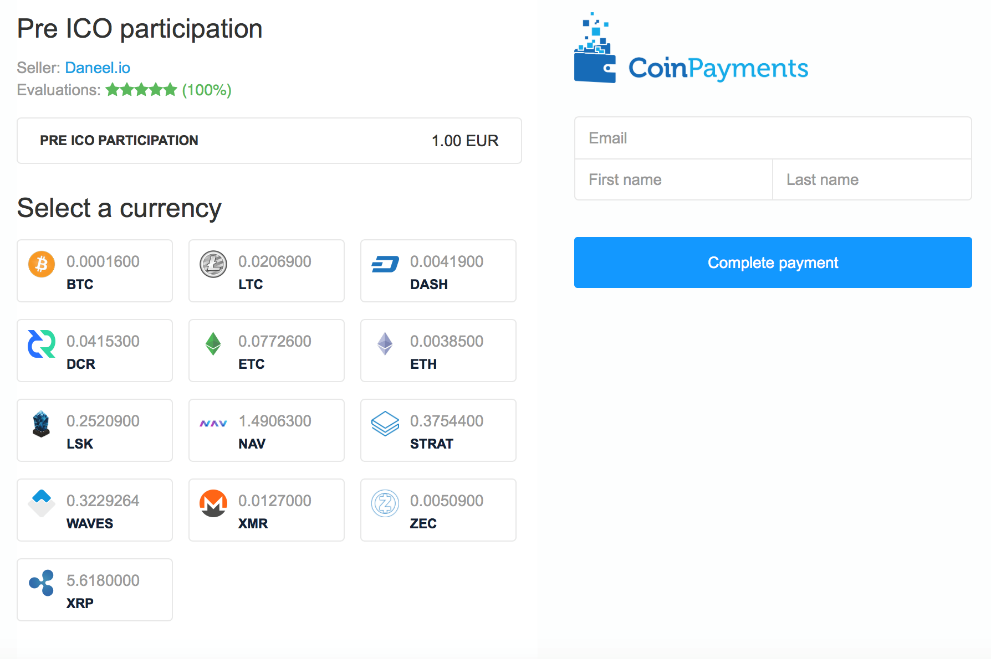 Pre ICO participation
Seller: Daneel.io
Evaluations: ★★★★★ (100%)
PRE ICO PARTICIPATION 1.00 EUR
Select a currency
0.0001600
BTC
0.0206900
LTC
0.0041900
DASH
0.0415300
DCR
0.0772600
ETC
0.0038500
ETH
0.2520900
LSK
1.4906300
NAV
0.3754400
STRAT
0.3229264
WAVES
0.0127000
XMR
0.0050900
ZEC
5.6180000
XRP
CoinPayments
Email
First name
Last name
Complete payment